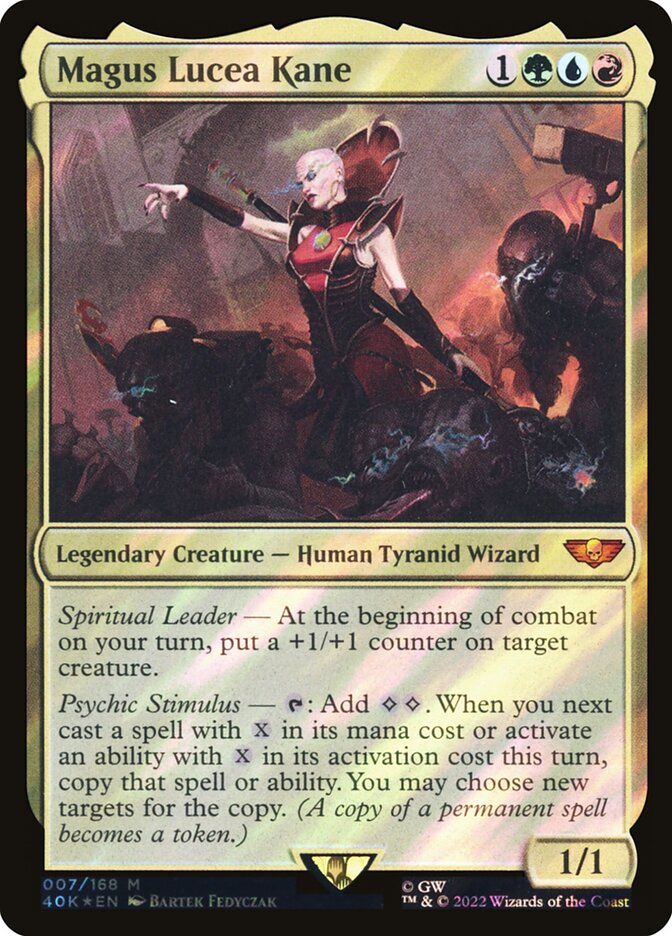 Magus Lucea Kane 1
Legendary Creature — Human Tyranid Wizard
Spiritual Leader — At the beginning of combat
on your turn, put a +1/+1 counter on target
creature.
Psychic Stimulus — : Add . When you next
cast a spell with X in its mana cost or activate
an ability with X in its activation cost this turn,
copy that spell or ability. You may choose new
targets for the copy. (A copy of a permanent spell
becomes a token.)
1/1
007/168 M
40K★EN BARTEK FEDYCZAK
© GW
™ & © 2022 Wizards of the Coast